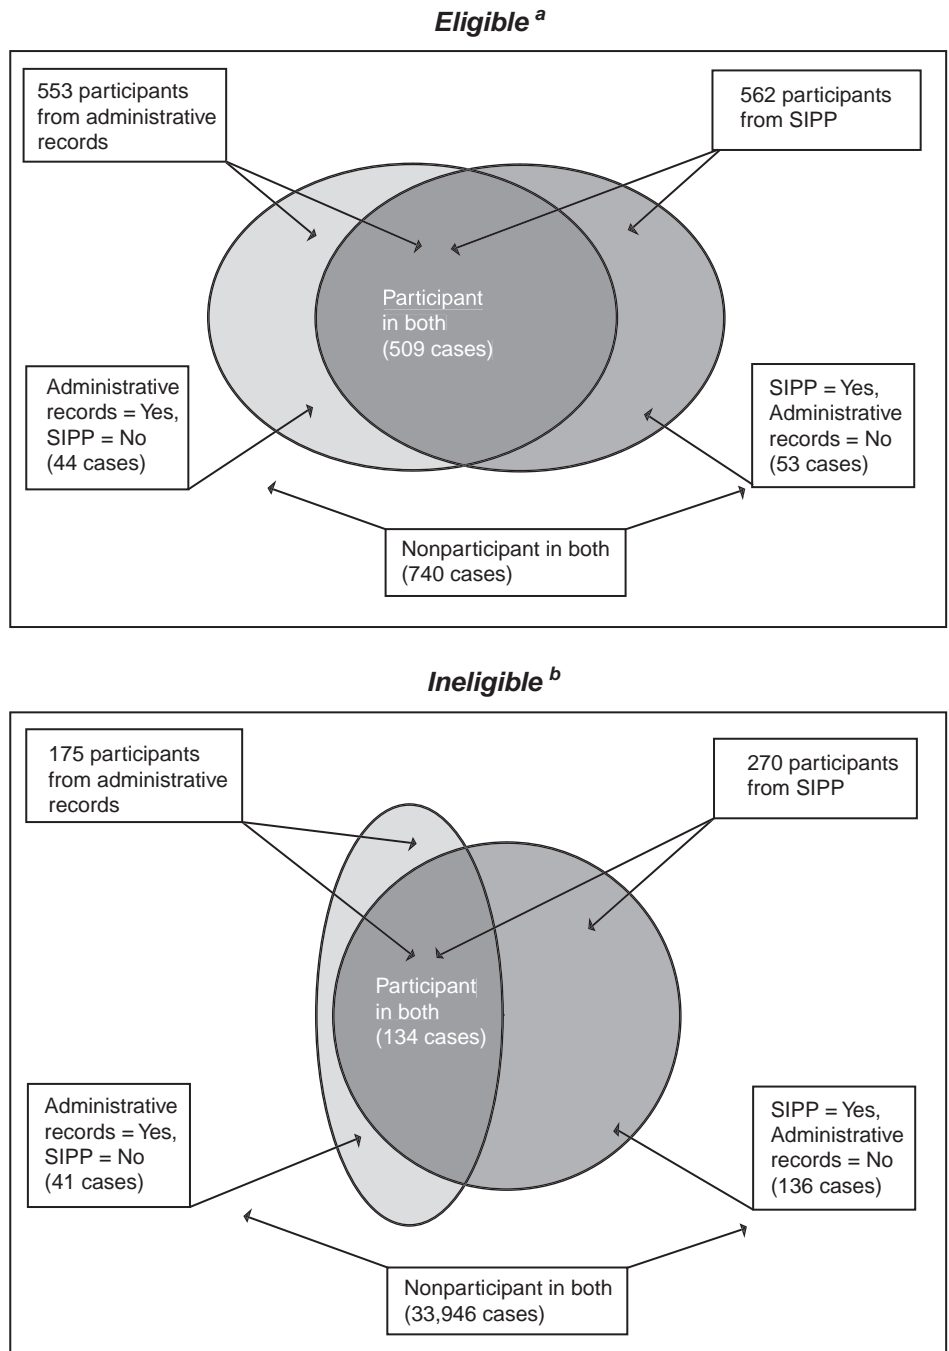 Eligible a
553 participants
from administrative
records
562 participants
from SIPP
Participant
in both
(509 cases)
Administrative
records = Yes,
SIPP = No
(44 cases)
SIPP = Yes,
Administrative
records = No
(53 cases)
Nonparticipant in both
(740 cases)
Ineligible b
175 participants
from administrative
records
270 participants
from SIPP
Participant
in both
(134 cases)
Administrative
records = Yes,
SIPP = No
(41 cases)
SIPP = Yes,
Administrative
records = No
(136 cases)
Nonparticipant in both
(33,946 cases)